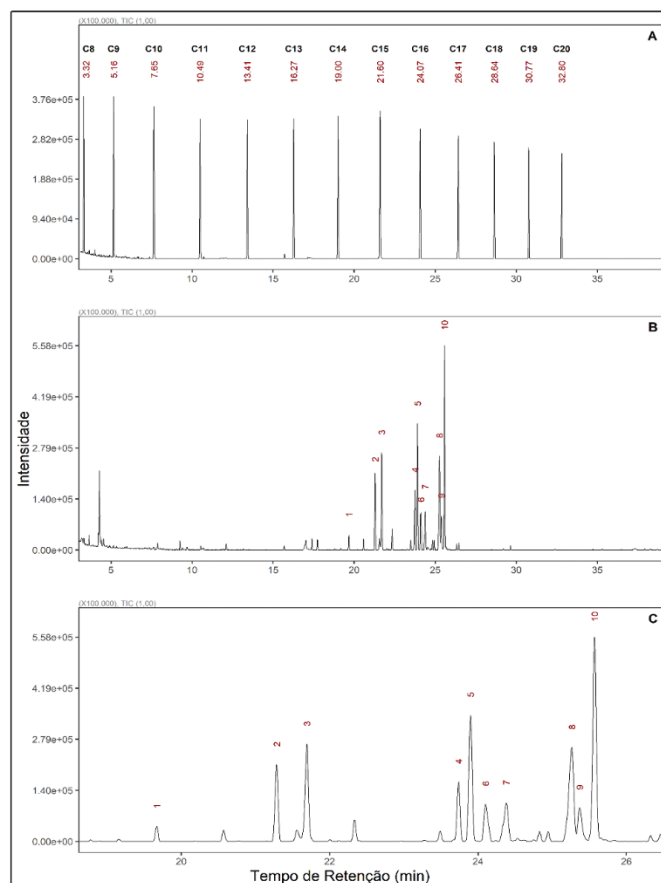 (X100,000), TIC (1,00)
A
C8 C9 C10 C11 C12 C13 C14 C15 C16 C17 C18 C19 C20
3.32 5.16 7.65 10.49 13.41 16.27 19.00 21.60 24.07 26.41 28.64 30.77 32.80
3.76e+05
2.82e+05
1.88e+05
9.40e+04
0.00e+00
5 10 15 20 25 30 35
(X100,000), TIC (1,00)
B
10
5.58e+05
4.19e+05
2.79e+05
1.40e+05
0.00e+00
1 2 3 4 5 6 7 8 9
5 10 15 20 25 30 35
Intensidade
(X100,000), TIC (1,00)
C
10
5.58e+05
4.19e+05
2.79e+05
1.40e+05
0.00e+00
1 2 3 4 5 6 7 8 9
20 22 24 26
Tempo de Retenção (min)